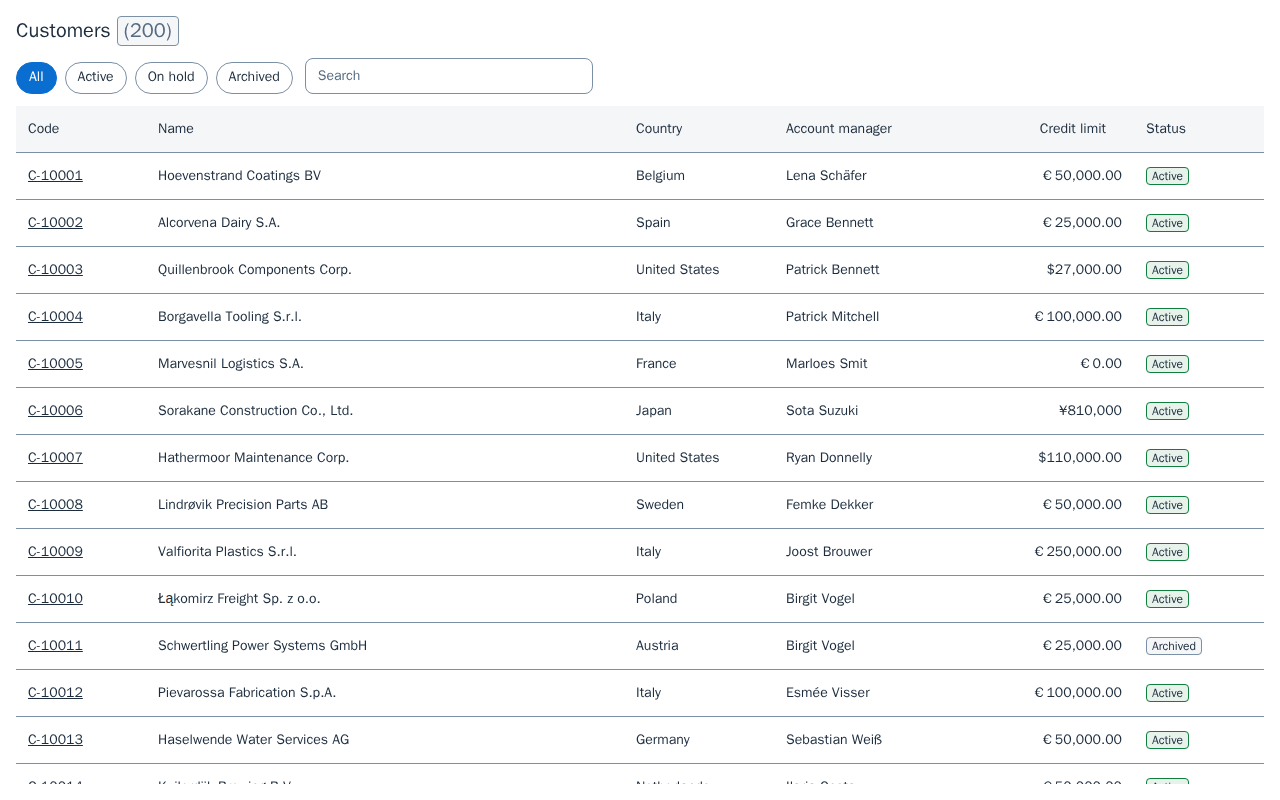 Customers (200)
All Active On hold Archived Search
Code Name Country Account manager Credit limit Status
C-10001 Hoevenstrand Coatings BV Belgium Lena Schäfer € 50,000.00 Active
C-10002 Alcorvena Dairy S.A. Spain Grace Bennett € 25,000.00 Active
C-10003 Quillenbrook Components Corp. United States Patrick Bennett $27,000.00 Active
C-10004 Borgavella Tooling S.r.l. Italy Patrick Mitchell € 100,000.00 Active
C-10005 Marvesnil Logistics S.A. France Marloes Smit € 0.00 Active
C-10006 Sorakane Construction Co., Ltd. Japan Sota Suzuki ¥810,000 Active
C-10007 Hathermoor Maintenance Corp. United States Ryan Donnelly $110,000.00 Active
C-10008 Lindrøvik Precision Parts AB Sweden Femke Dekker € 50,000.00 Active
C-10009 Valfiorita Plastics S.r.l. Italy Joost Brouwer € 250,000.00 Active
C-10010 Łąkomirz Freight Sp. z o.o. Poland Birgit Vogel € 25,000.00 Active
C-10011 Schwertling Power Systems GmbH Austria Birgit Vogel € 25,000.00 Archived
C-10012 Pievarossa Fabrication S.p.A. Italy Esmée Visser € 100,000.00 Active
C-10013 Haselwende Water Services AG Germany Sebastian Weiß € 50,000.00 Active